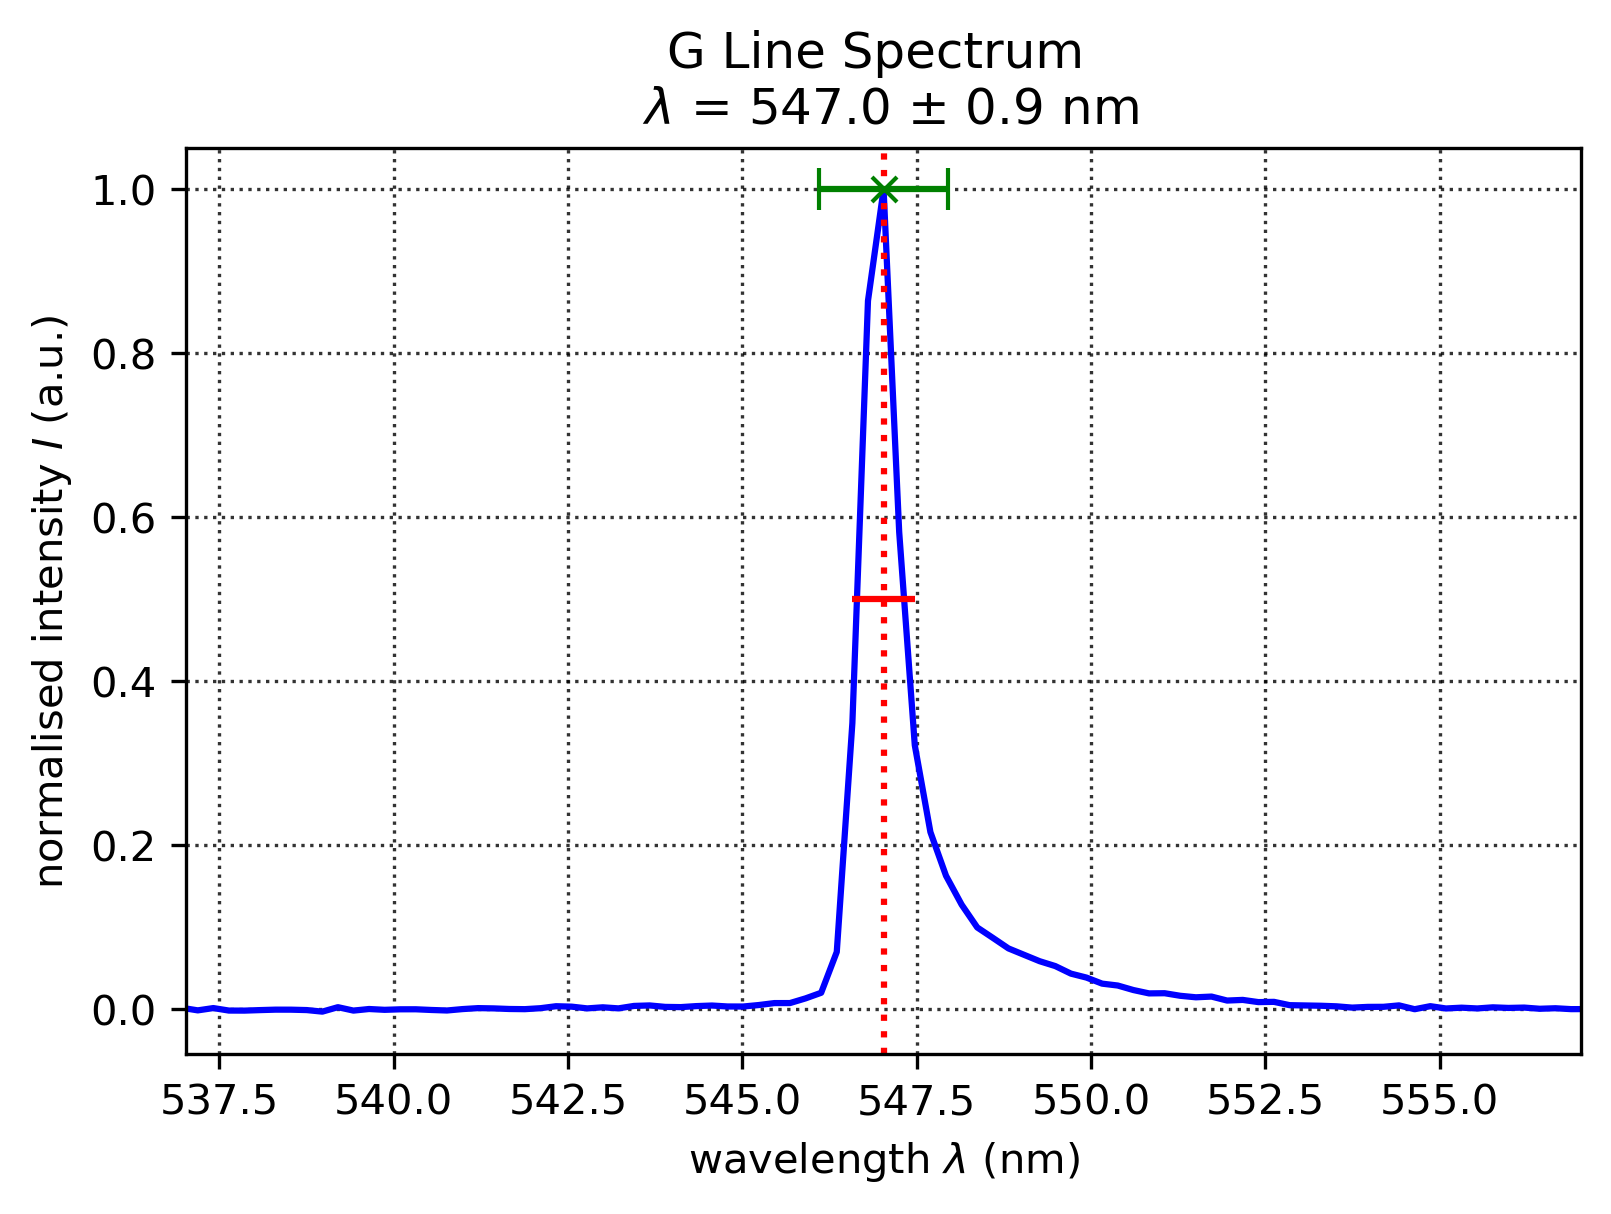 G Line Spectrum
λ = 547.0 ± 0.9 nm
1.0
0.8
0.6
0.4
0.2
0.0
normalised intensity I (a.u.)
537.5 540.0 542.5 545.0 547.5 550.0 552.5 555.0
wavelength λ (nm)